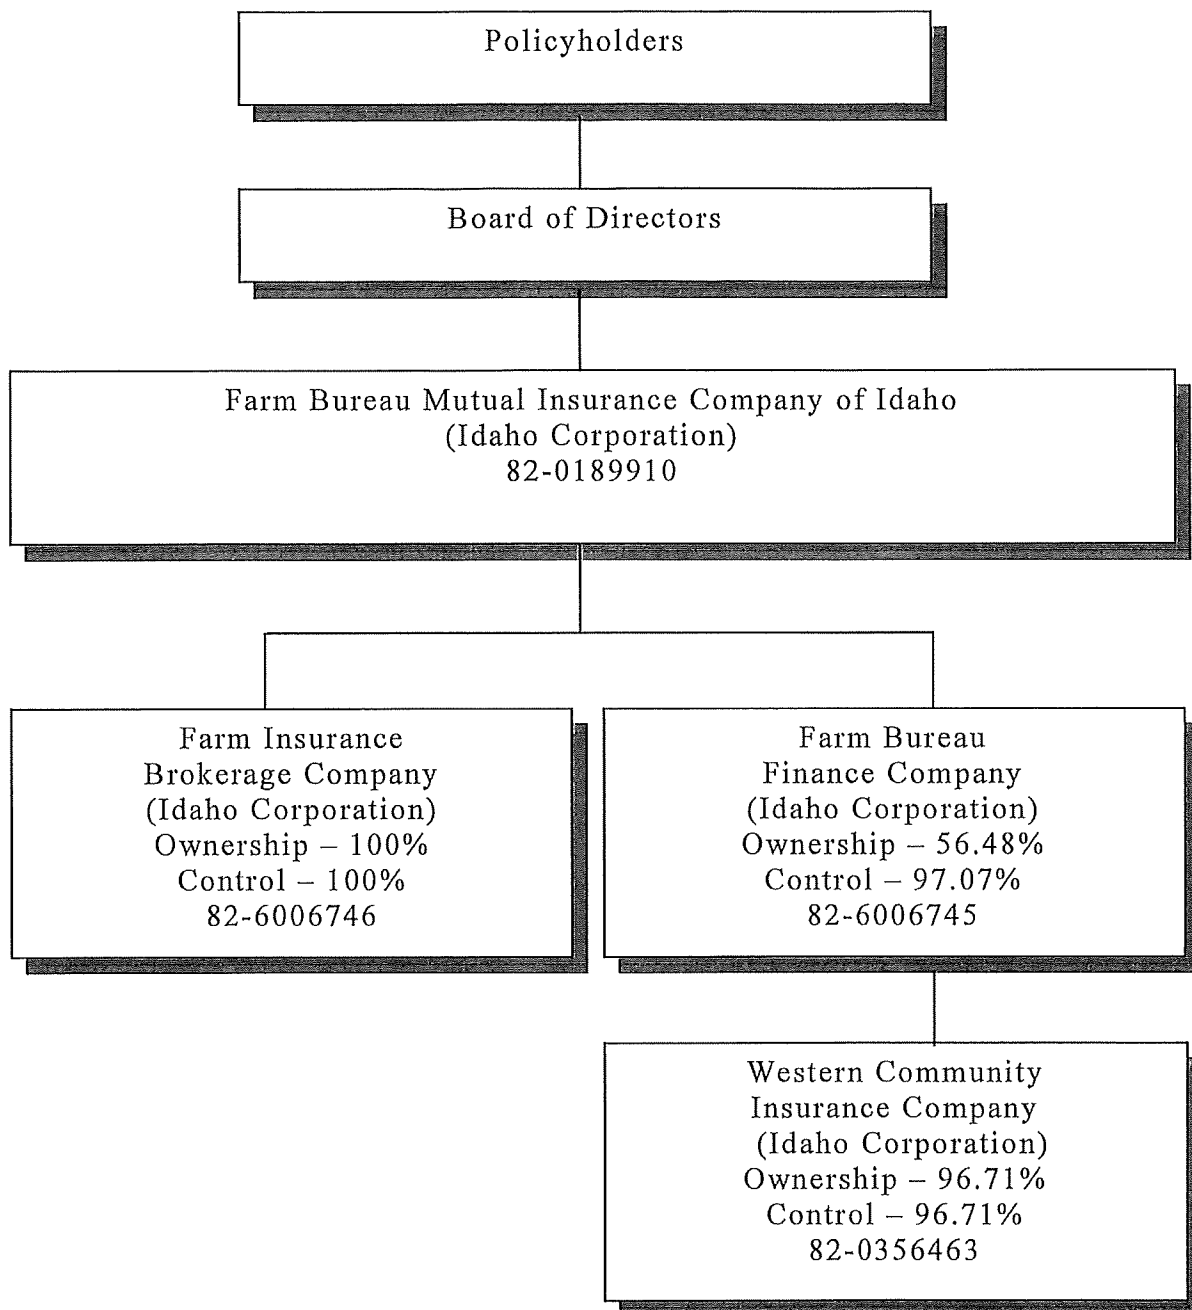 Policyholders
Board of Directors
Farm Bureau Mutual Insurance Company of Idaho
(Idaho Corporation)
82-0189910
Farm Insurance
Brokerage Company
(Idaho Corporation)
Ownership – 100%
Control – 100%
82-6006746
Farm Bureau
Finance Company
(Idaho Corporation)
Ownership – 56.48%
Control – 97.07%
82-6006745
Western Community
Insurance Company
(Idaho Corporation)
Ownership – 96.71%
Control – 96.71%
82-0356463